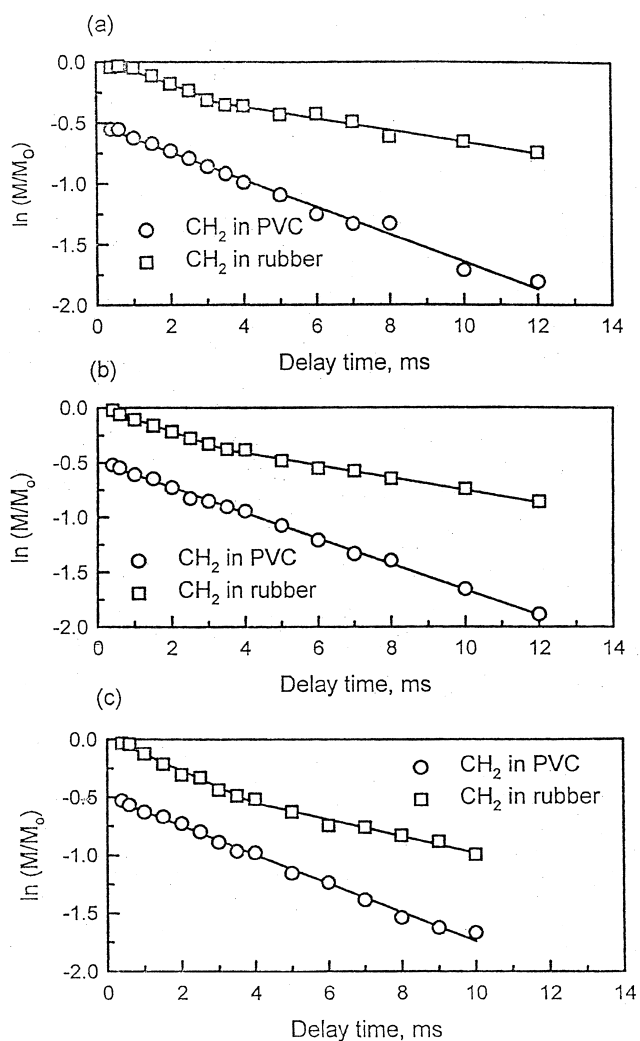 (a)
0.0
-0.5
-1.0
-1.5
-2.0
ln (M/M₀)
CH₂ in PVC
CH₂ in rubber
0 2 4 6 8 10 12 14
Delay time, ms
(b)
0.0
-0.5
-1.0
-1.5
-2.0
ln (M/M₀)
CH₂ in PVC
CH₂ in rubber
0 2 4 6 8 10 12 14
Delay time, ms
(c)
0.0
-0.5
-1.0
-1.5
-2.0
ln (M/M₀)
CH₂ in PVC
CH₂ in rubber
0 2 4 6 8 10 12 14
Delay time, ms